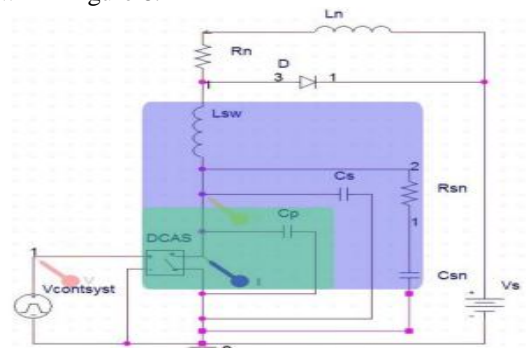 Ln
Rn
D
3
1
1
Lsw
2
Cs
Rsn
Cp
1
DCAS
1
V
I
Vcontsyst
Csn
Vs